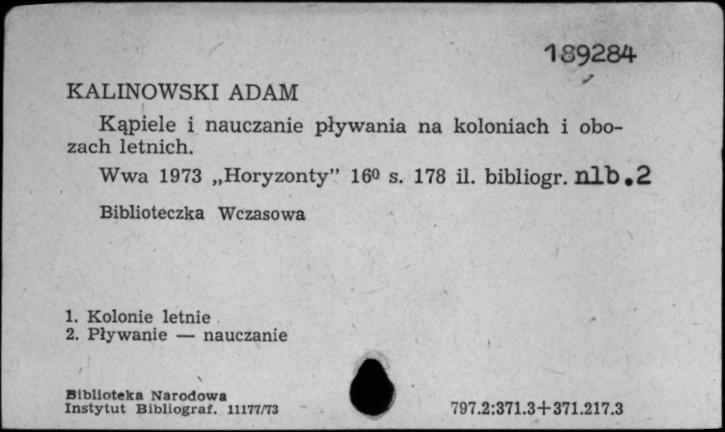 189284
KALINOWSKI ADAM
Kąpiele i nauczanie pływania na koloniach i obo-
zach letnich.
Wwa 1973 „Horyzonty” 16⁰ s. 178 il. bibliogr. nlb.2
Biblioteczka Wczasowa
1. Kolonie letnie
2. Pływanie — nauczanie
Biblioteka Narodowa
Instytut Bibliograf. 11177/73
797.2:371.3+371.217.3